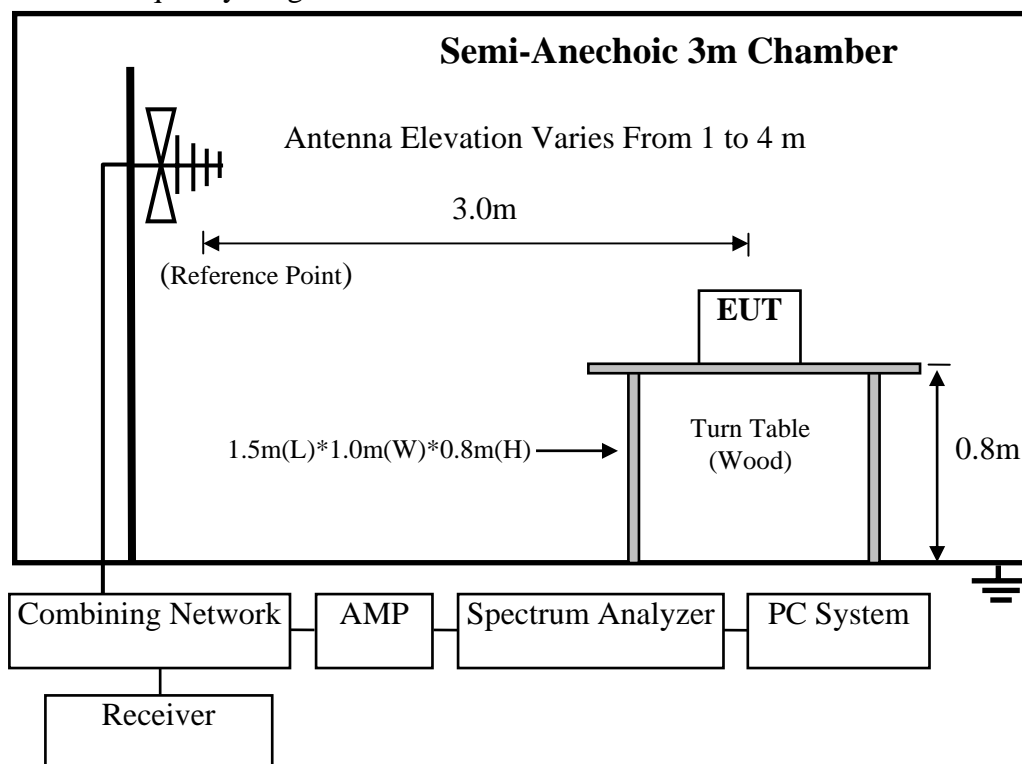 Semi-Anechoic 3m Chamber
Antenna Elevation Varies From 1 to 4 m
3.0m
(Reference Point)
EUT
Turn Table
(Wood)
1.5m(L)*1.0m(W)*0.8m(H)
0.8m
Combining Network
AMP
Spectrum Analyzer
PC System
Receiver